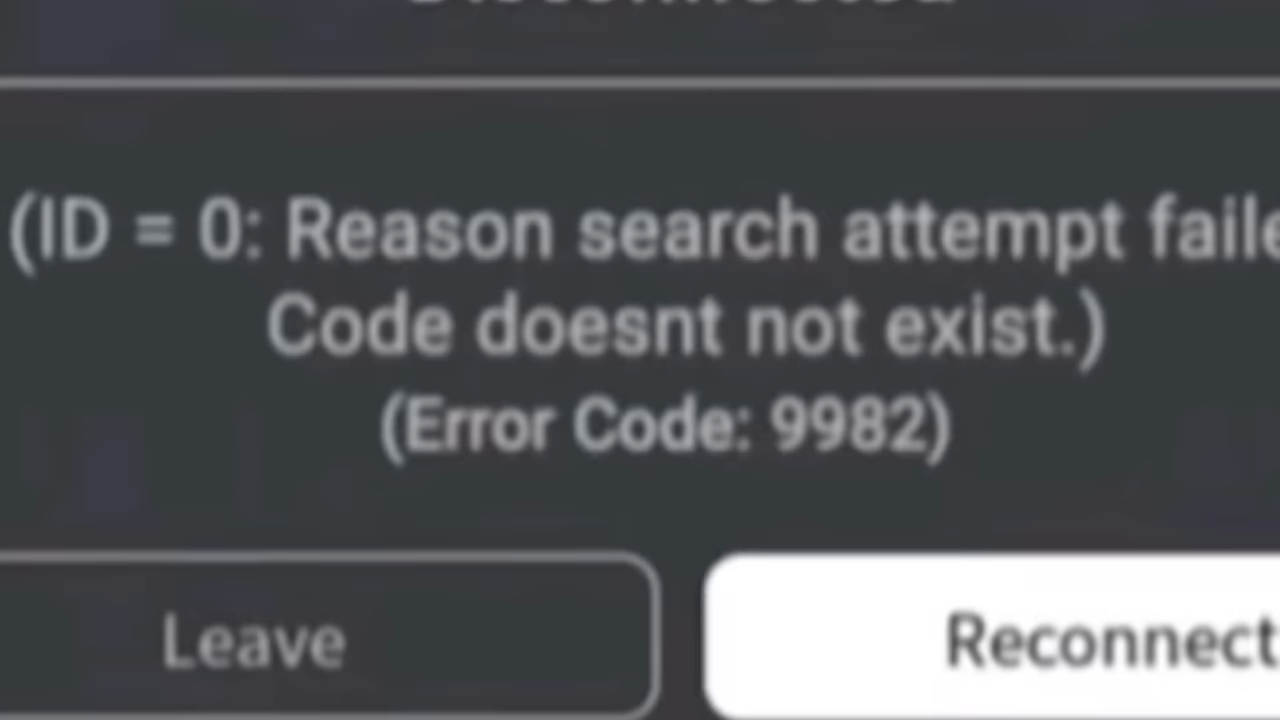 (ID = 0: Reason search attempt faile
Code doesnt not exist.)
(Error Code: 9982)
Leave
Reconnect